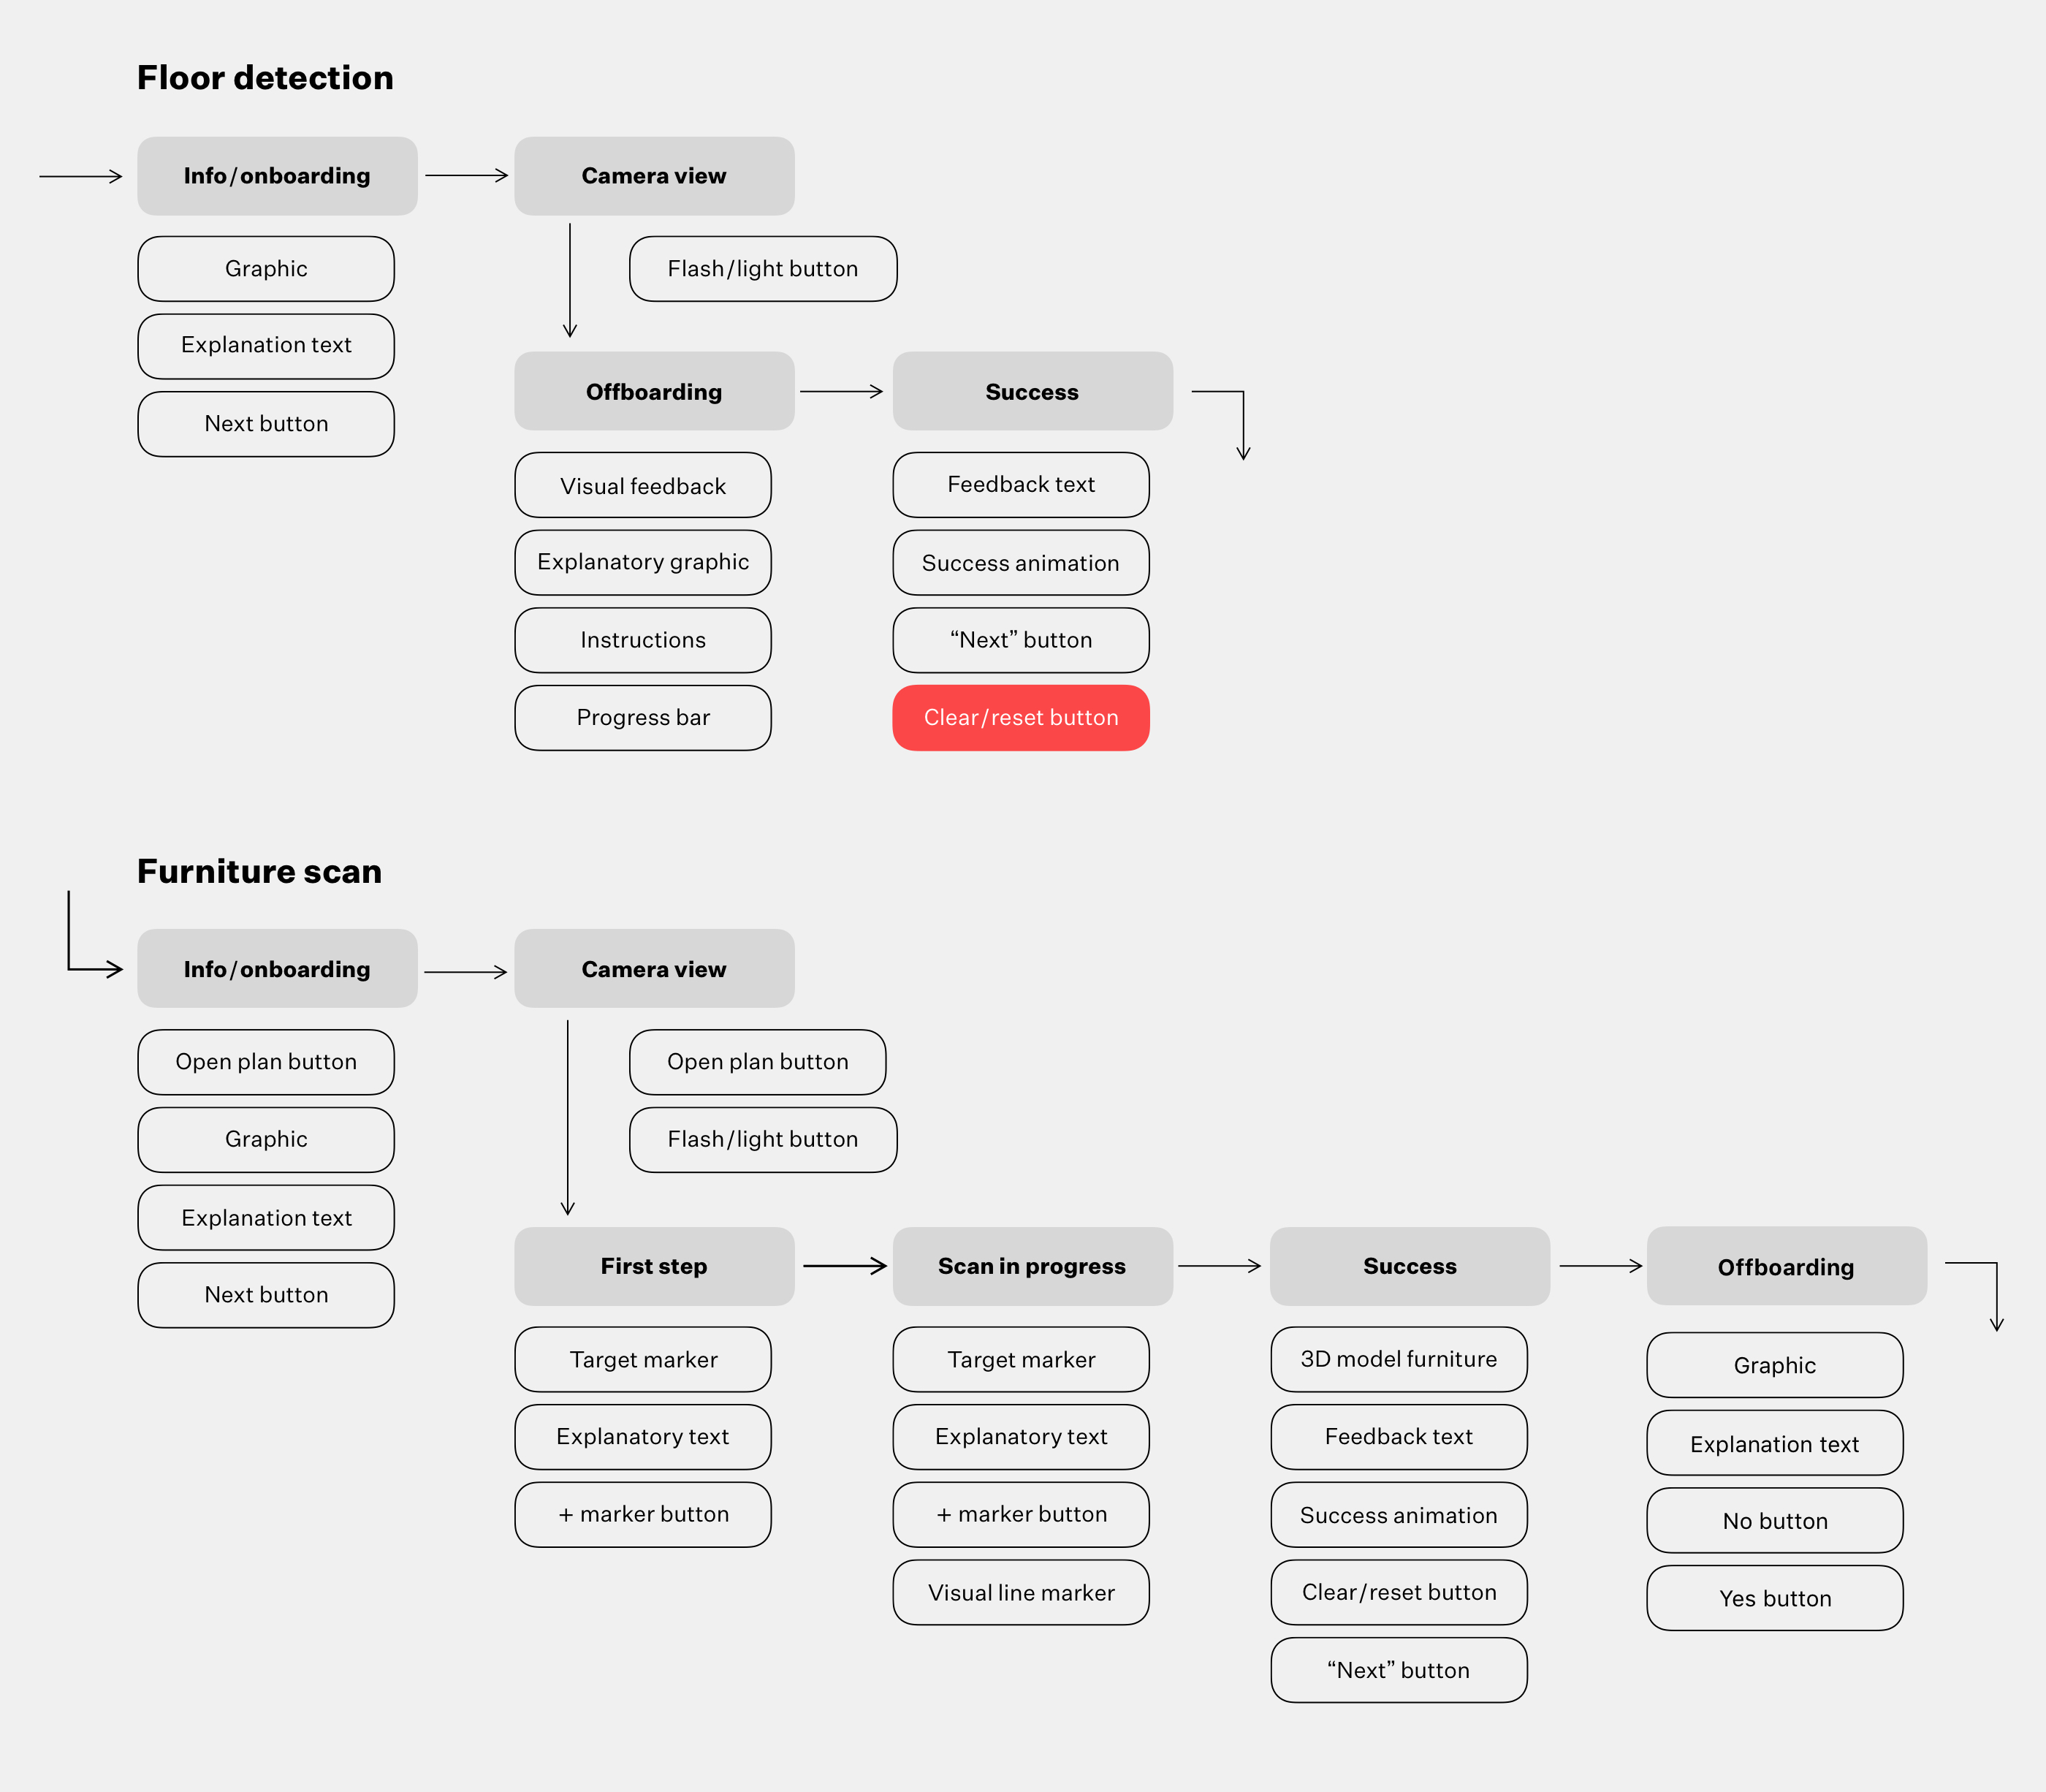 Floor detection
Info/onboarding
Camera view
Graphic
Explanation text
Next button
Flash/light button
Offboarding
Success
Visual feedback
Explanatory graphic
Instructions
Progress bar
Feedback text
Success animation
“Next” button
Clear/reset button
Furniture scan
Info/onboarding
Camera view
Open plan button
Graphic
Explanation text
Next button
Open plan button
Flash/light button
First step
Scan in progress
Success
Offboarding
Target marker
Explanatory text
+ marker button
Target marker
Explanatory text
+ marker button
Visual line marker
3D model furniture
Feedback text
Success animation
Clear/reset button
“Next” button
Graphic
Explanation text
No button
Yes button